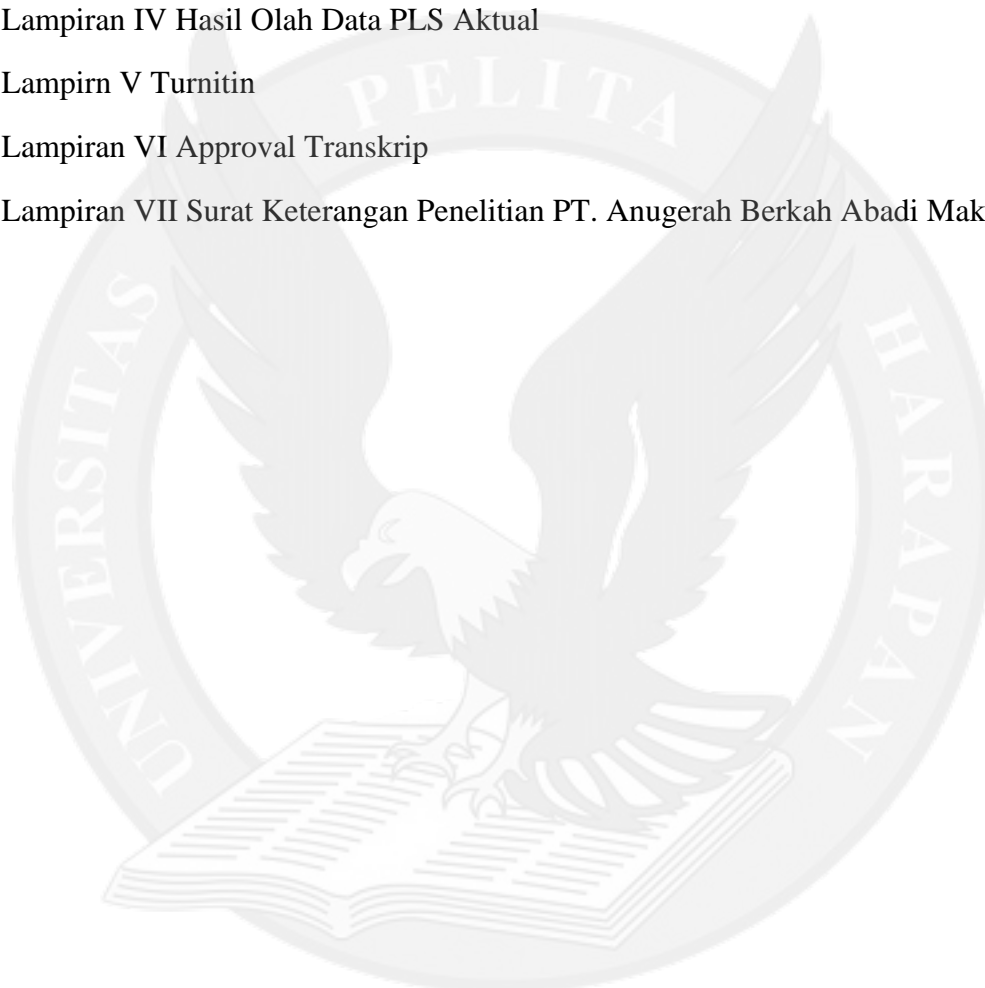 Lampiran IV Hasil Olah Data PLS Aktual
Lampirn V Turnitin
Lampiran VI Approval Transkrip
Lampiran VII Surat Keterangan Penelitian PT. Anugerah Berkah Abadi Mak
UNIVERSITAS PELITA HARAPAN